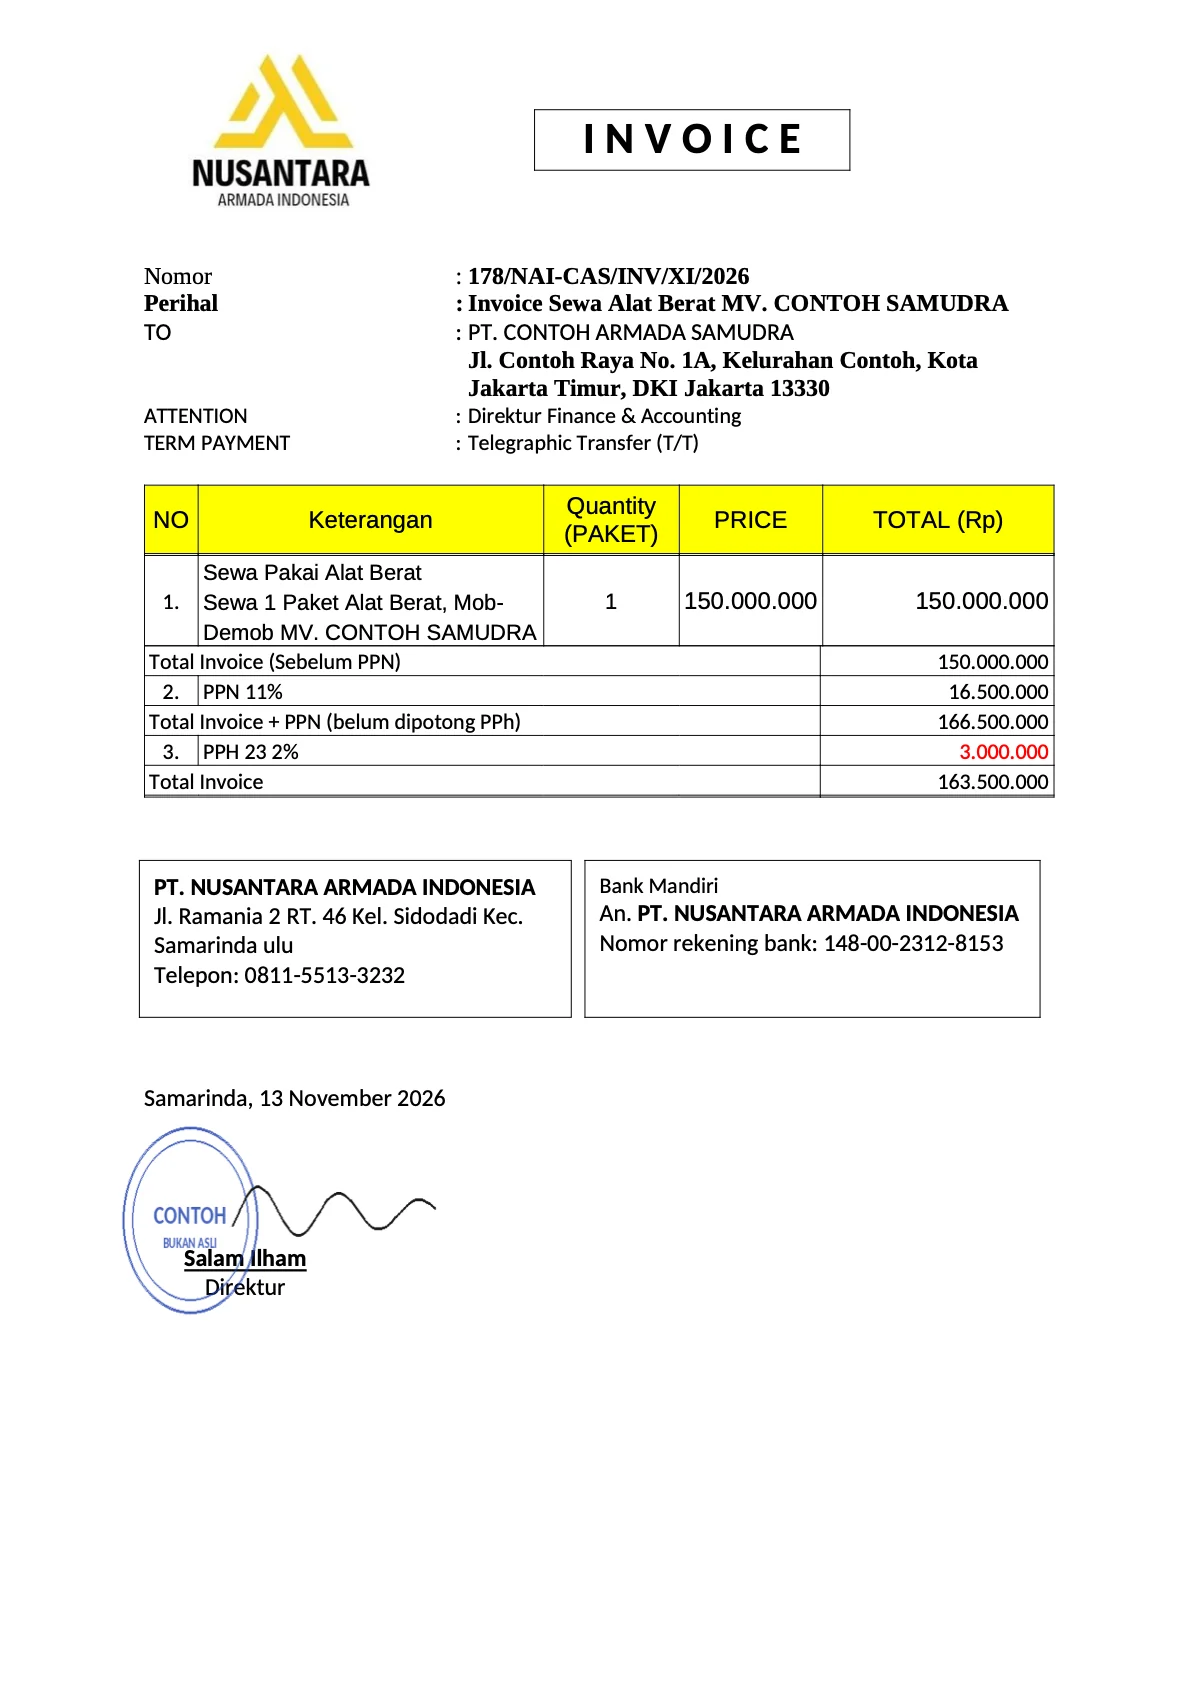 NUSANTARA
ARMADA INDONESIA
INVOICE
Nomor : 178/NAI-CAS/INV/XI/2026
Perihal : Invoice Sewa Alat Berat MV. CONTOH SAMUDRA
TO : PT. CONTOH ARMADA SAMUDRA
Jl. Contoh Raya No. 1A, Kelurahan Contoh, Kota
Jakarta Timur, DKI Jakarta 13330
ATTENTION : Direktur Finance & Accounting
TERM PAYMENT : Telegraphic Transfer (T/T)
NO Keterangan Quantity (PAKET) PRICE TOTAL (Rp)
1. Sewa Pakai Alat Berat
Sewa 1 Paket Alat Berat, Mob-
Demob MV. CONTOH SAMUDRA 1 150.000.000 150.000.000
Total Invoice (Sebelum PPN) 150.000.000
2. PPN 11% 16.500.000
Total Invoice + PPN (belum dipotong PPh) 166.500.000
3. PPH 23 2% 3.000.000
Total Invoice 163.500.000
PT. NUSANTARA ARMADA INDONESIA
Jl. Ramania 2 RT. 46 Kel. Sidodadi Kec.
Samarinda ulu
Telepon: 0811-5513-3232
Bank Mandiri
An. PT. NUSANTARA ARMADA INDONESIA
Nomor rekening bank: 148-00-2312-8153
Samarinda, 13 November 2026
CONTOH
BUKAN ASLI
Salam Ilham
Direktur